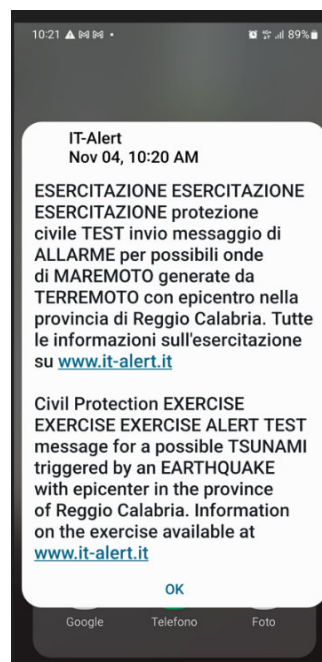 10:21
89%
IT-Alert
Nov 04, 10:20 AM
ESERCITAZIONE ESERCITAZIONE
ESERCITAZIONE protezione
civile TEST invio messaggio di
ALLARME per possibili onde
di MAREMOTO generate da
TERREMOTO con epicentro nella
provincia di Reggio Calabria. Tutte
le informazioni sull'esercitazione
su www.it-alert.it
Civil Protection EXERCISE
EXERCISE EXERCISE ALERT TEST
message for a possible TSUNAMI
triggered by an EARTHQUAKE
with epicenter in the province
of Reggio Calabria. Information
on the exercise available at
www.it-alert.it
OK
Google Telefono Foto